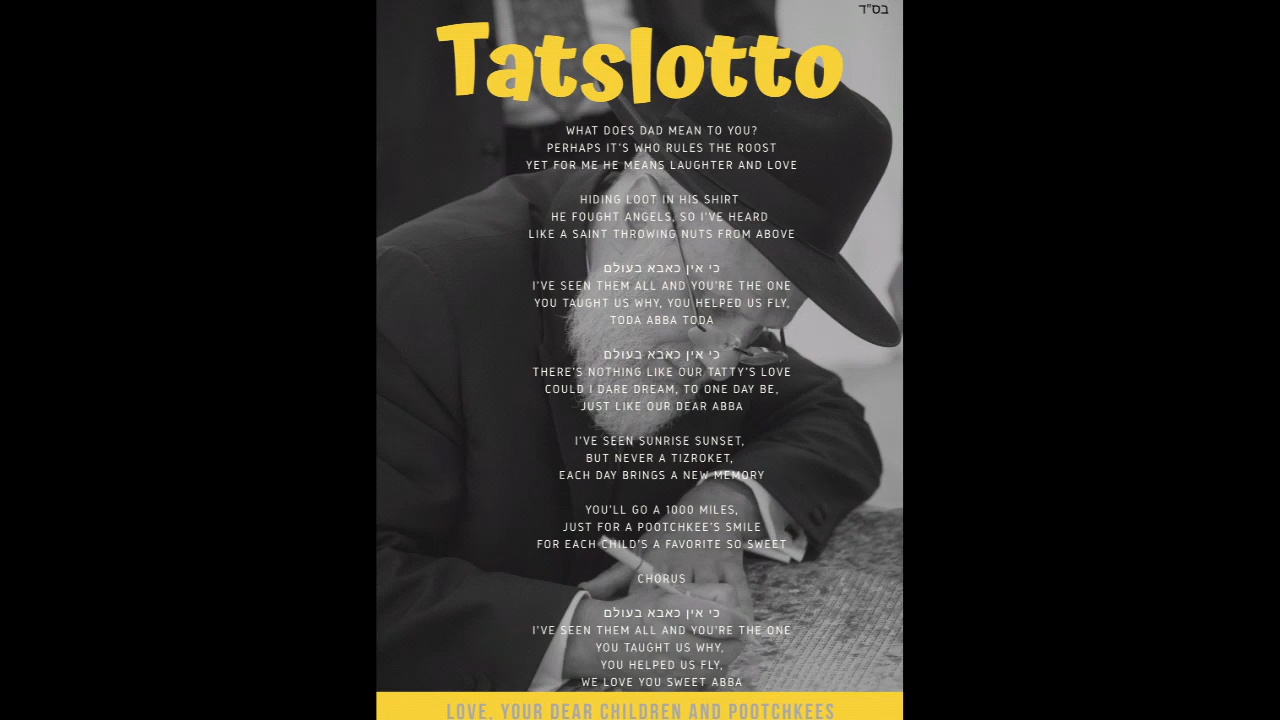 בס"ד
Tatslotto
WHAT DOES DAD MEAN TO YOU?
PERHAPS IT'S WHO RULES THE ROOST
YET FOR ME HE MEANS LAUGHTER AND LOVE
HIDING LOOT IN HIS SHIRT
HE FOUGHT ANGELS, SO I'VE HEARD
LIKE A SAINT THROWING NUTS FROM ABOVE
כי אין כאבא בעולם
I'VE SEEN THEM ALL AND YOU'RE THE ONE
YOU TAUGHT US WHY, YOU HELPED US FLY,
TODA ABBA TODA
כי אין כאבא בעולם
THERE'S NOTHING LIKE OUR TATTY'S LOVE
COULD I DARE DREAM, TO ONE DAY BE,
JUST LIKE OUR DEAR ABBA
I'VE SEEN SUNRISE SUNSET,
BUT NEVER A TIZROKET,
EACH DAY BRINGS A NEW MEMORY
YOU'LL GO A 1000 MILES,
JUST FOR A POOTCHKEE'S SMILE
FOR EACH CHILD'S A FAVORITE SO SWEET
CHORUS
כי אין כאבא בעולם
I'VE SEEN THEM ALL AND YOU'RE THE ONE
YOU TAUGHT US WHY,
YOU HELPED US FLY,
WE LOVE YOU SWEET ABBA
LOVE, YOUR DEAR CHILDREN AND POOTCHKEES